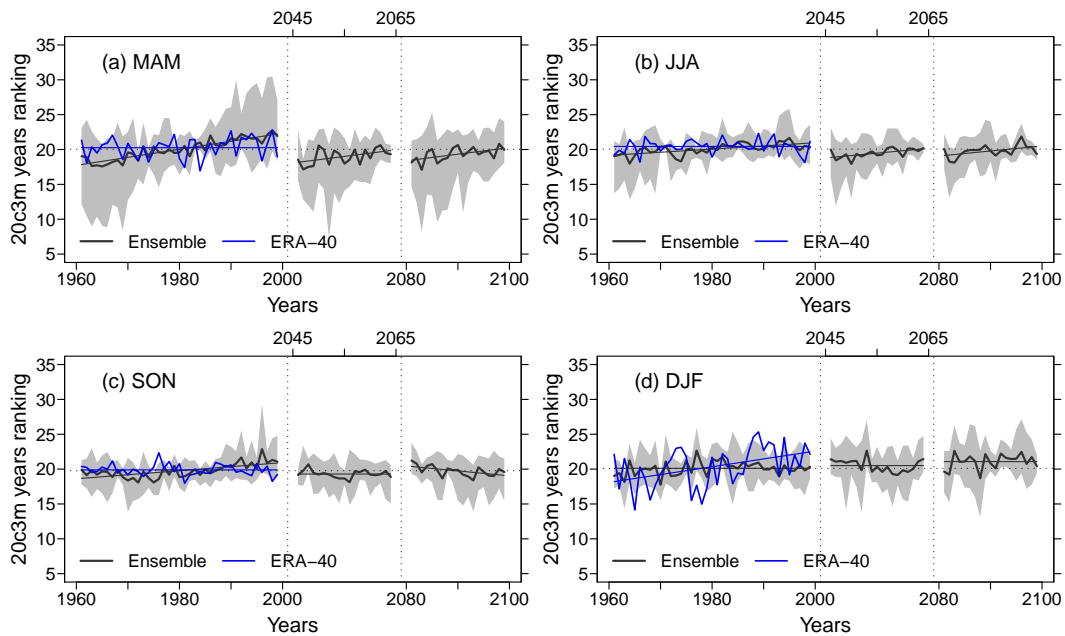 2045 2065
20c3m years ranking
35
30
25
20
15
10
5
(a) MAM
Ensemble ERA−40
1960 1980 2000 2080 2100
Years
2045 2065
20c3m years ranking
35
30
25
20
15
10
5
(b) JJA
Ensemble ERA−40
1960 1980 2000 2080 2100
Years
2045 2065
20c3m years ranking
35
30
25
20
15
10
5
(c) SON
Ensemble ERA−40
1960 1980 2000 2080 2100
Years
2045 2065
20c3m years ranking
35
30
25
20
15
10
5
(d) DJF
Ensemble ERA−40
1960 1980 2000 2080 2100
Years